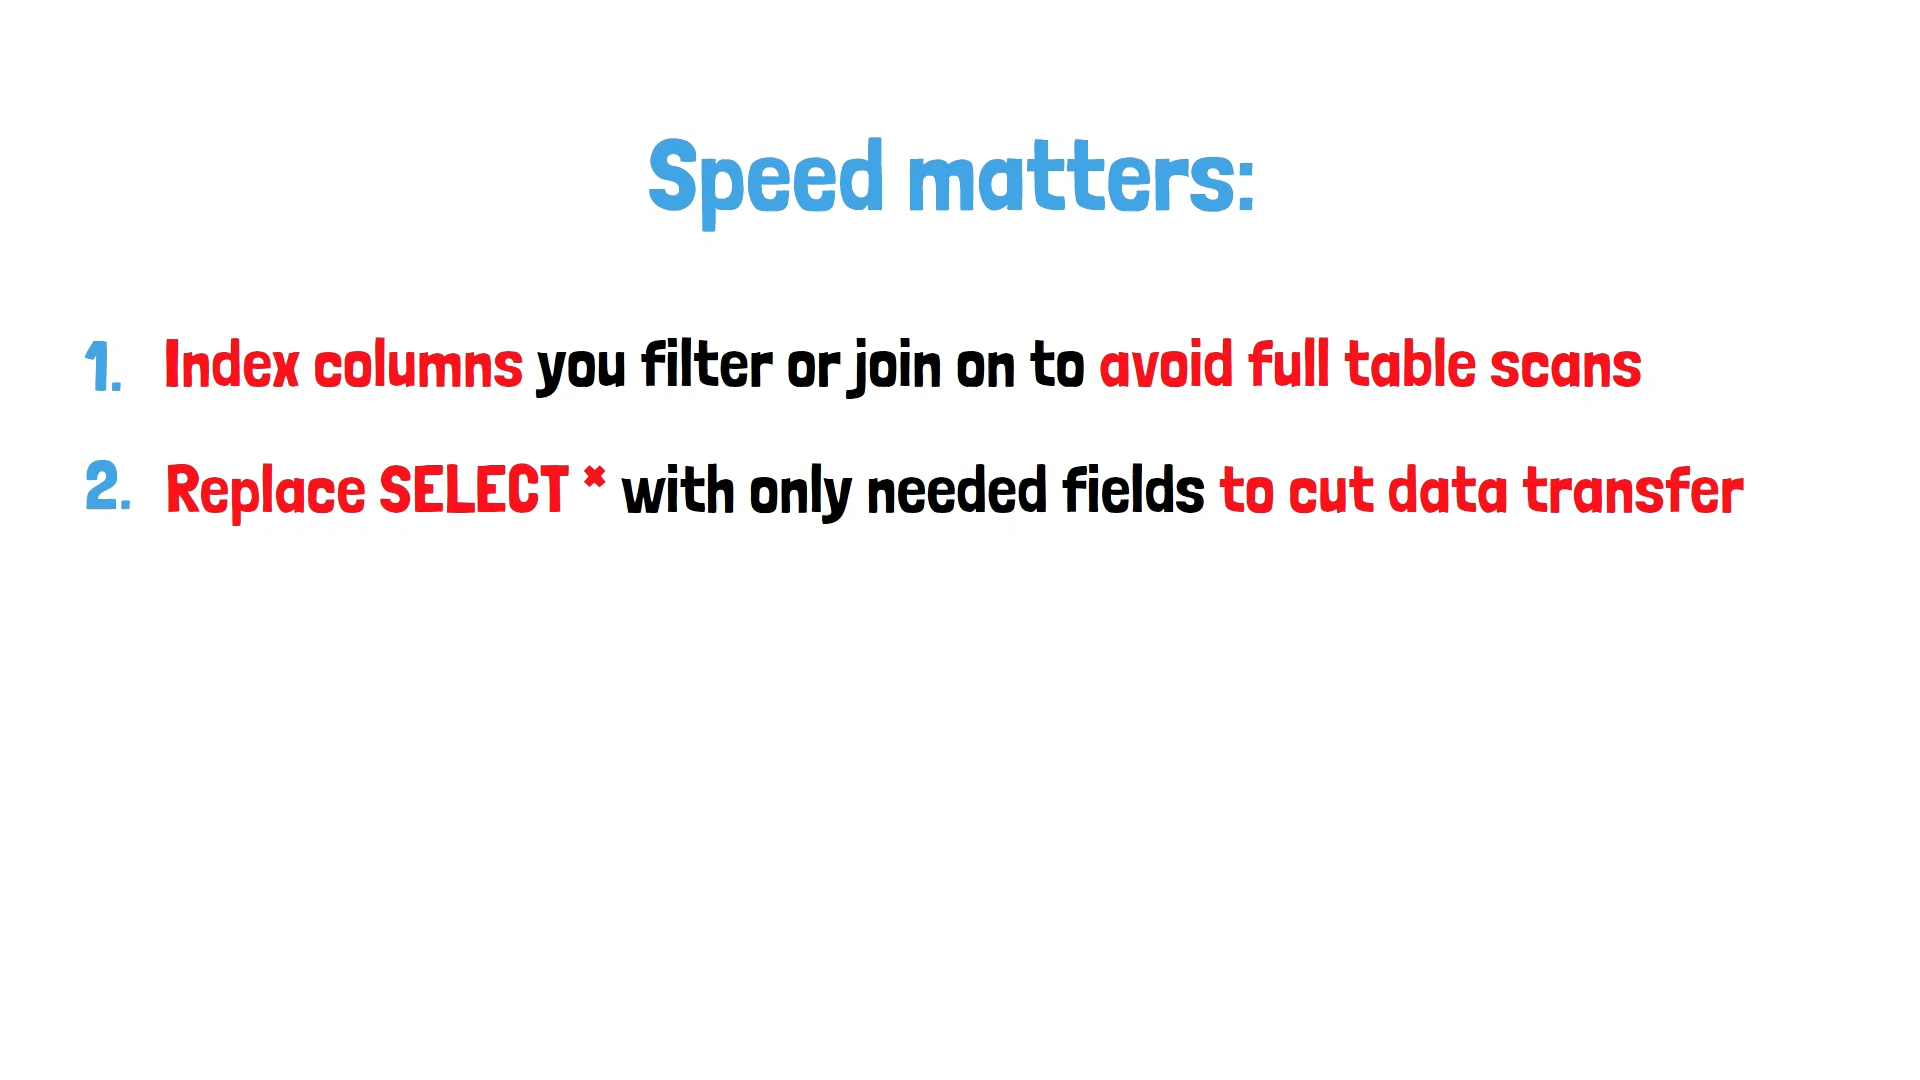 Speed matters:
1. Index columns you filter or join on to avoid full table scans
2. Replace SELECT * with only needed fields to cut data transfer